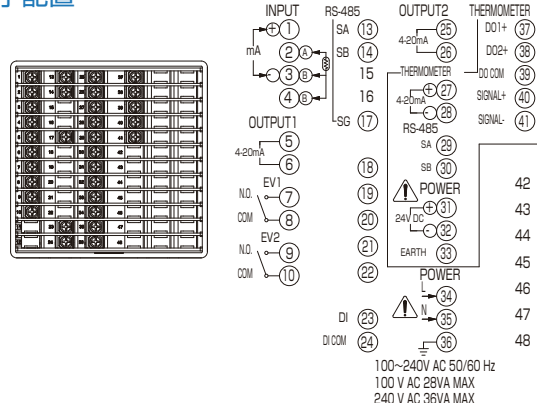 子配置
INPUT
+ 1
mA
2 A
- 3 B
4 B
OUTPUT1
4-20mA
5
6
EV1
N.O. 7
COM 8
EV2
N.O. 9
COM 10
RS-485
SA 13
SB 14
15
16
SG 17
18
19
20
21
22
DI 23
DI COM 24
OUTPUT2
4-20mA
25
26
THERMOMETER
4-20mA
+ 27
- 28
RS-485
SA 29
SB 30
POWER
24V DC
+ 31
- 32
EARTH 33
POWER
L 34
N 35
36
100~240V AC 50/60 Hz
100 V AC 28VA MAX
240 V AC 36VA MAX
THERMOMETER
DO1+ 37
DO2+ 38
DO COM 39
SIGNAL+ 40
SIGNAL- 41
42
43
44
45
46
47
48